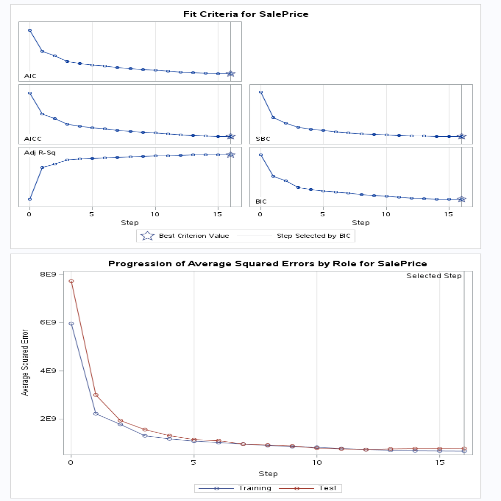 Fit Criteria for SalePrice
AIC
AICC
SBC
Adj R-Sq
BIC
0 5 10 15
0 5 10 15
Step
Step
Best Criterion Value
Step Selected by BIC
Progression of Average Squared Errors by Role for SalePrice
Selected Step
8E9
6E9
4E9
2E9
Average Squared Error
0 5 10 15
Step
Training
Test